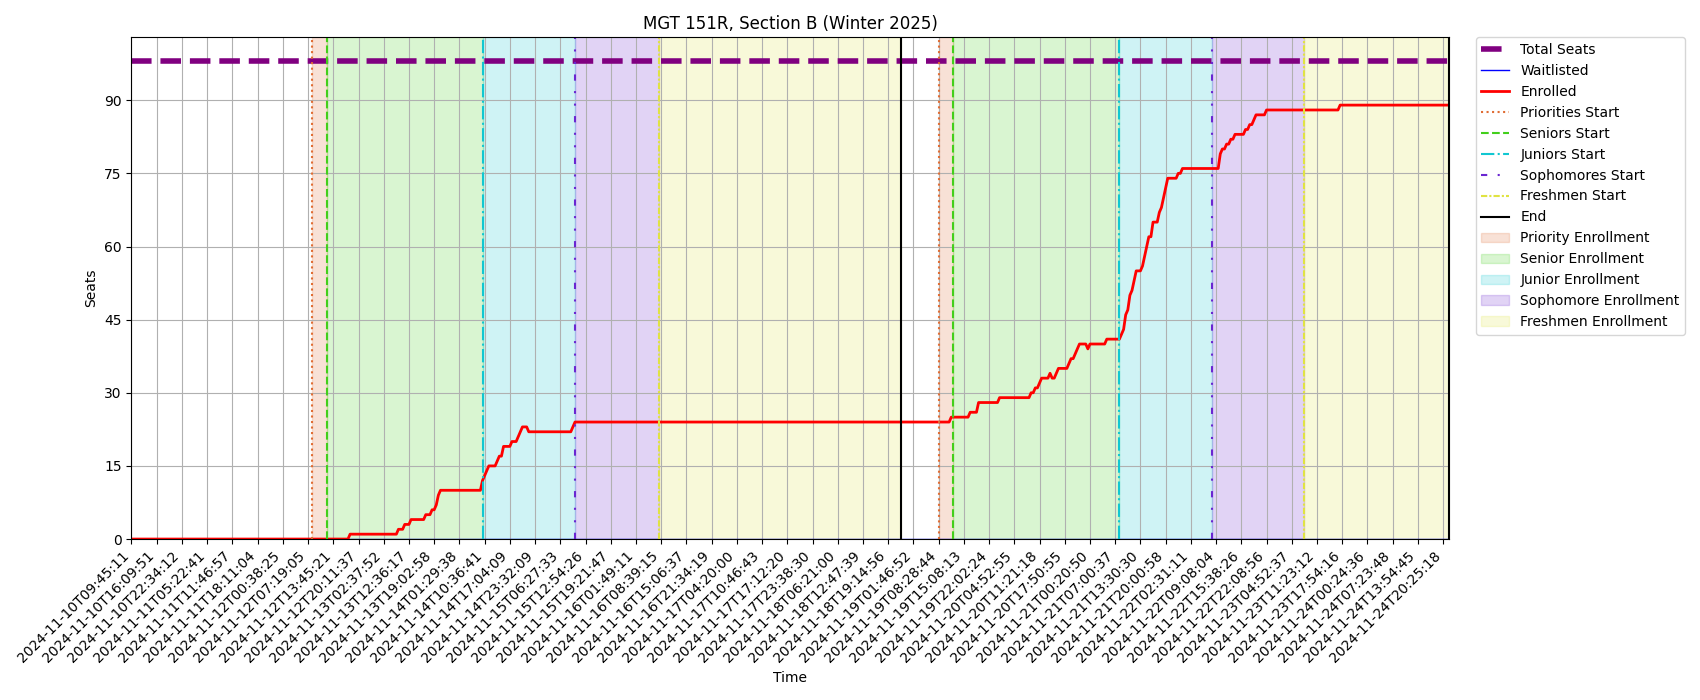 MGT 151R, Section B (Winter 2025)
Seats
90
75
60
45
30
15
0
2024-11-10T09:45:11
2024-11-10T16:09:51
2024-11-10T22:34:12
2024-11-11T05:22:41
2024-11-11T11:46:57
2024-11-11T18:11:04
2024-11-12T00:38:25
2024-11-12T07:19:05
2024-11-12T13:45:21
2024-11-12T20:11:37
2024-11-13T02:37:52
2024-11-13T12:36:17
2024-11-13T19:02:58
2024-11-14T01:29:38
2024-11-14T10:36:41
2024-11-14T17:04:09
2024-11-14T23:32:09
2024-11-15T06:27:33
2024-11-15T12:54:26
2024-11-15T19:21:47
2024-11-16T01:49:11
2024-11-16T08:39:15
2024-11-16T15:06:37
2024-11-16T21:34:19
2024-11-17T04:20:00
2024-11-17T10:46:43
2024-11-17T17:12:20
2024-11-17T23:38:30
2024-11-18T06:21:00
2024-11-18T12:47:39
2024-11-18T19:14:56
2024-11-19T01:46:52
2024-11-19T08:28:44
2024-11-19T15:08:13
2024-11-19T22:02:24
2024-11-20T04:52:55
2024-11-20T11:21:18
2024-11-20T17:50:55
2024-11-21T00:20:50
2024-11-21T07:00:37
2024-11-21T13:30:30
2024-11-21T20:00:58
2024-11-22T02:31:11
2024-11-22T09:08:04
2024-11-22T15:38:26
2024-11-22T22:08:56
2024-11-23T04:52:37
2024-11-23T11:23:12
2024-11-23T17:54:16
2024-11-24T00:24:36
2024-11-24T07:23:48
2024-11-24T13:54:45
2024-11-24T20:25:18
Time
Total Seats
Waitlisted
Enrolled
Priorities Start
Seniors Start
Juniors Start
Sophomores Start
Freshmen Start
End
Priority Enrollment
Senior Enrollment
Junior Enrollment
Sophomore Enrollment
Freshmen Enrollment